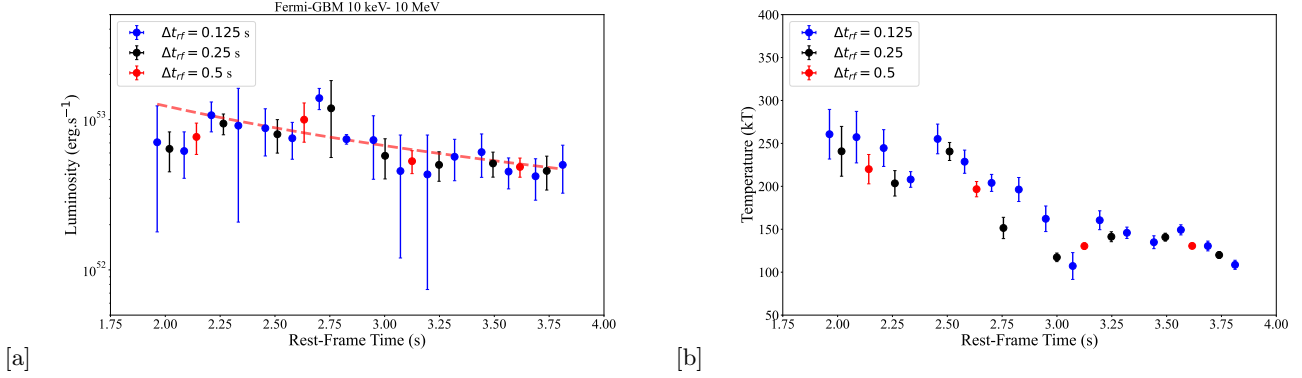 Fermi-GBM 10 keV- 10 MeV
Δt_rf = 0.125 s
Δt_rf = 0.25 s
Δt_rf = 0.5 s
10^53
10^52
Luminosity (erg.s^−1)
1.75 2.00 2.25 2.50 2.75 3.00 3.25 3.50 3.75 4.00
Rest-Frame Time (s)
[a]
Δt_rf = 0.125
Δt_rf = 0.25
Δt_rf = 0.5
400
350
300
250
200
150
100
50
Temperature (kT)
1.75 2.00 2.25 2.50 2.75 3.00 3.25 3.50 3.75 4.00
Rest-Frame Time (s)
[b]